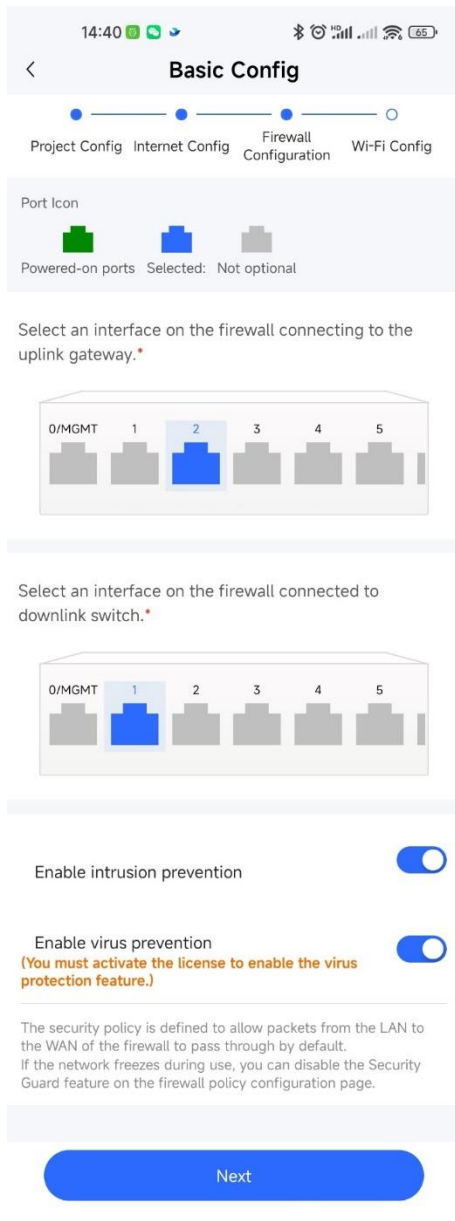 14:40 HD 65
Basic Config
Project Config Internet Config Firewall Configuration Wi-Fi Config
Port Icon
Powered-on ports Selected: Not optional
Select an interface on the firewall connecting to the
uplink gateway.*
0/MGMT 1 2 3 4 5
Select an interface on the firewall connected to
downlink switch.*
0/MGMT 1 2 3 4 5
Enable intrusion prevention
Enable virus prevention
(You must activate the license to enable the virus
protection feature.)
The security policy is defined to allow packets from the LAN to
the WAN of the firewall to pass through by default.
If the network freezes during use, you can disable the Security
Guard feature on the firewall policy configuration page.
Next